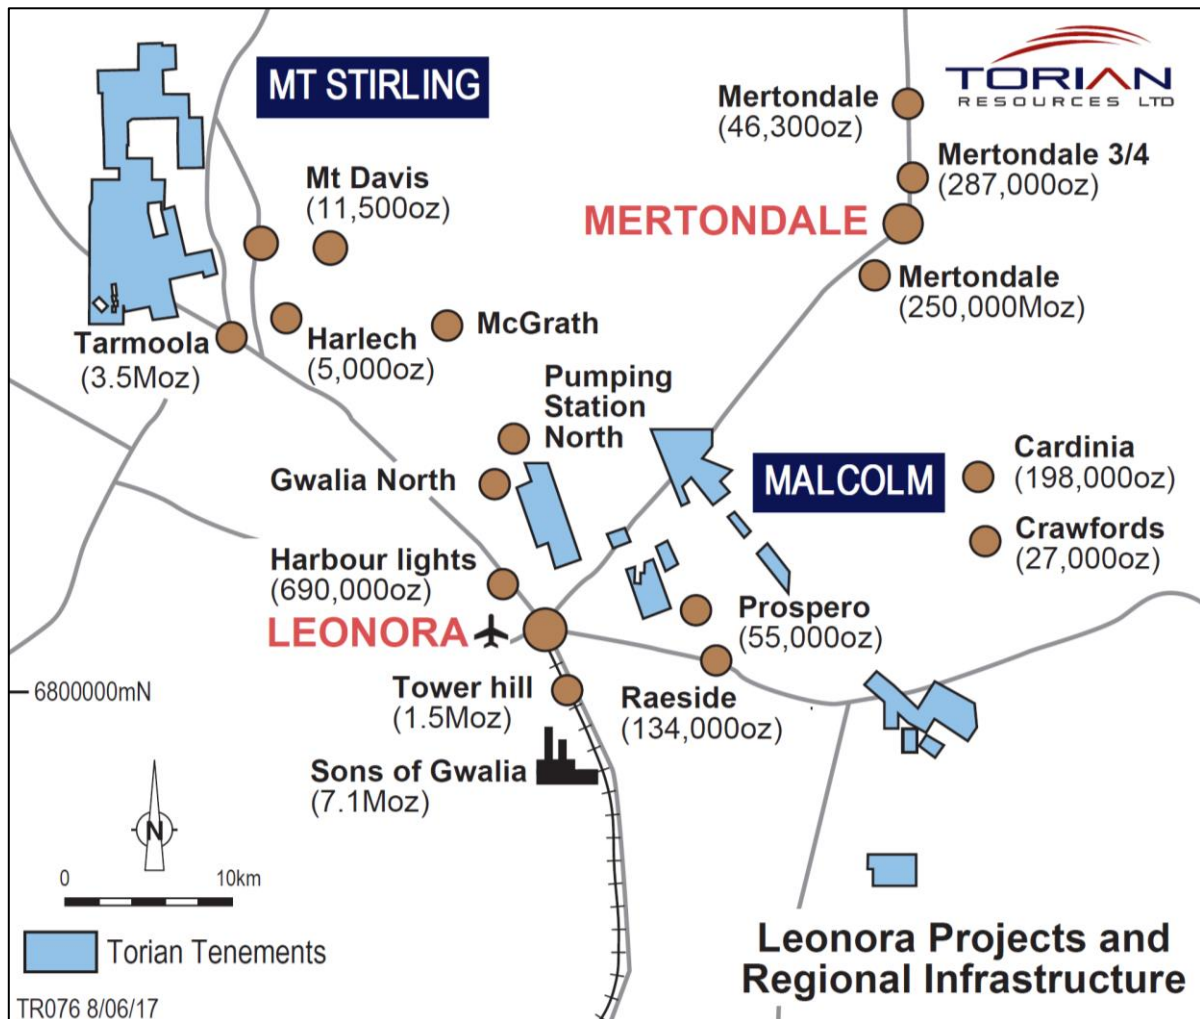 MT STIRLING
TORIAN
RESOURCES LTD
Mertondale
(46,300oz)
Mertondale 3/4
(287,000oz)
Mt Davis
(11,500oz)
MERTONDALE
Mertondale
(250,000Moz)
Tarmoola
(3.5Moz)
Harlech
(5,000oz)
McGrath
Pumping
Station
North
Gwalia North
MALCOLM
Cardinia
(198,000oz)
Crawfords
(27,000oz)
Harbour lights
(690,000oz)
LEONORA
Prospero
(55,000oz)
6800000mN
Tower hill
(1.5Moz)
Raeside
(134,000oz)
Sons of Gwalia
(7.1Moz)
N
0 10km
Torian Tenements
Leonora Projects and
Regional Infrastructure
TR076 8/06/17